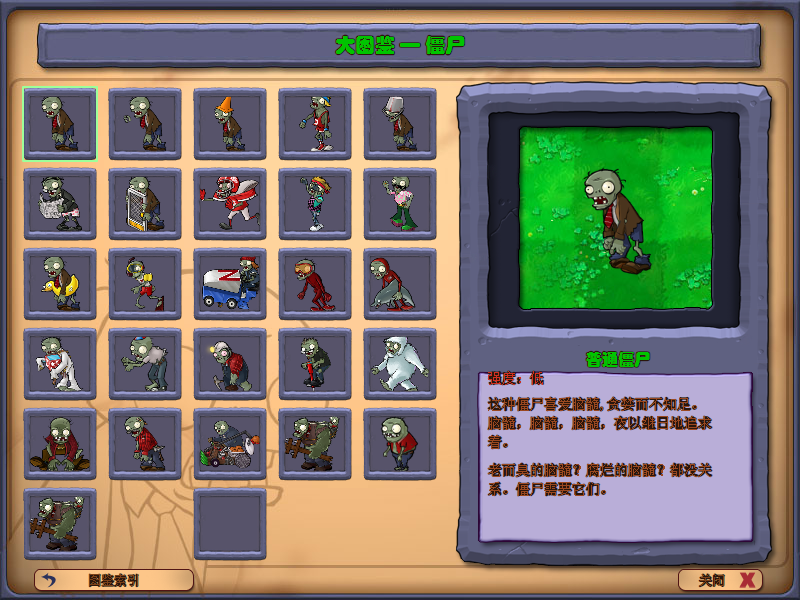 大图鉴 — 僵尸
普通僵尸
强度：低
这种僵尸喜爱脑髓,贪婪而不知足。
脑髓，脑髓，脑髓，夜以继日地追求
着。
老而臭的脑髓？腐烂的脑髓？都没关
系。僵尸需要它们。
图鉴索引
关闭